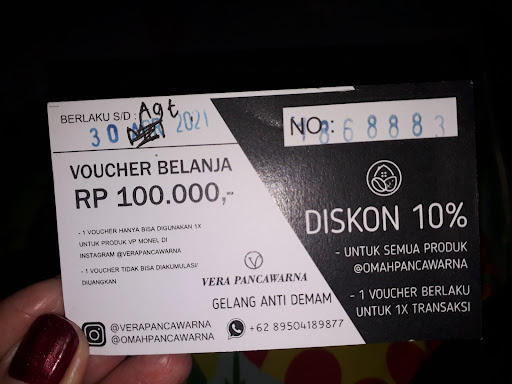 BERLAKU S/D : Agt.
30 2021
NO.: 1868883
VOUCHER BELANJA
RP 100.000,-
- 1 VOUCHER HANYA BISA DIGUNAKAN 1X
UNTUK PRODUK VP MONEL DI
INSTAGRAM @VERAPANCAWARNA
- 1 VOUCHER TIDAK BISA DIAKUMULASI/
DIUANGKAN
VERA PANCAWARNA
GELANG ANTI DEMAM
@VERAPANCAWARNA
@OMAHPANCAWARNA
+62 89504189877
DISKON 10%
- UNTUK SEMUA PRODUK
@OMAHPANCAWARNA
- 1 VOUCHER BERLAKU
UNTUK 1X TRANSAKSI